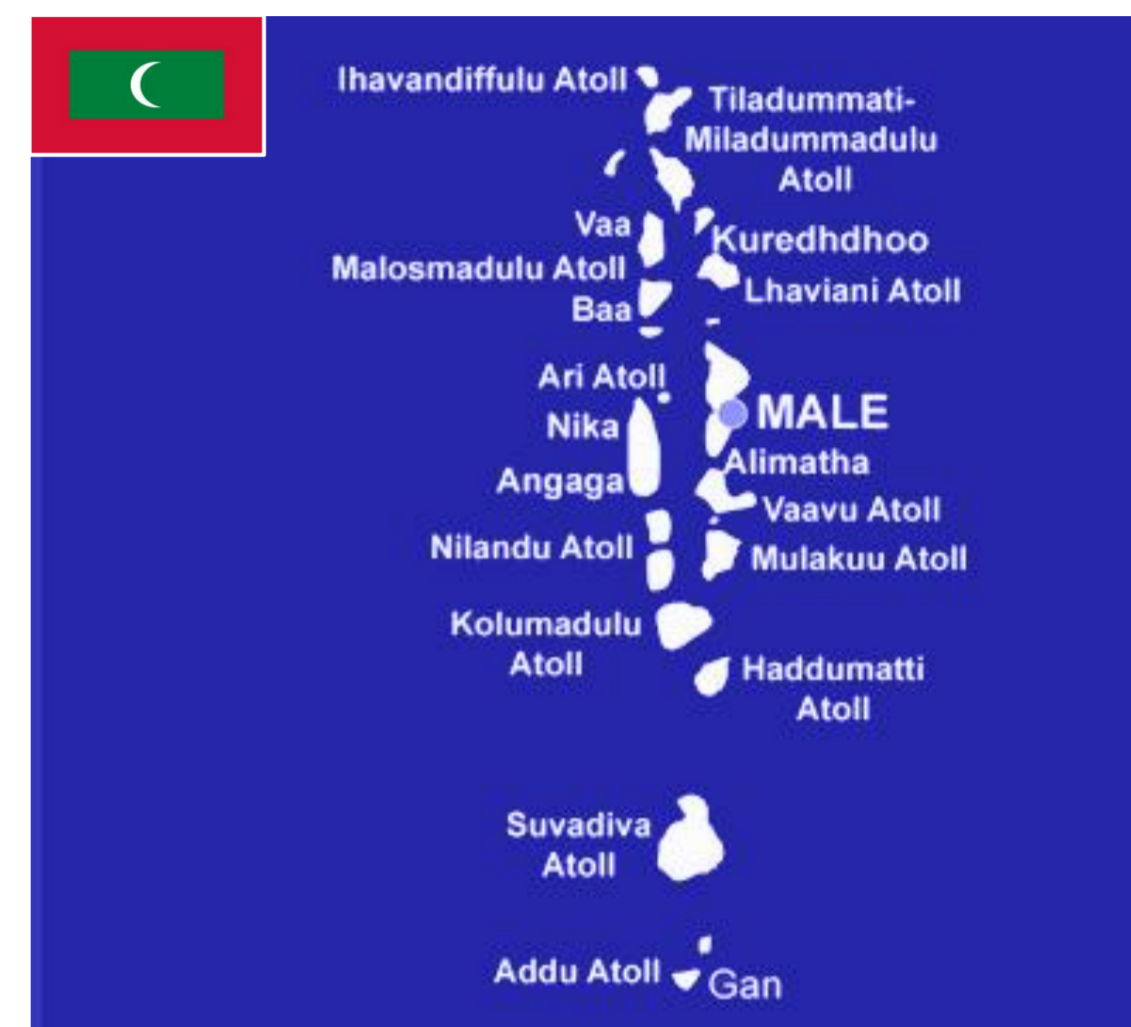 Ihavandiffulu Atoll
Tiladummati-
Miladummadulu
Atoll
Vaa
Kuredhdhoo
Malosmadulu Atoll
Lhaviani Atoll
Baa
Ari Atoll
MALE
Nika
Alimatha
Angaga
Vaavu Atoll
Nilandu Atoll
Mulakuu Atoll
Kolumadulu
Atoll
Haddumatti
Atoll
Suvadiva
Atoll
Addu Atoll
Gan